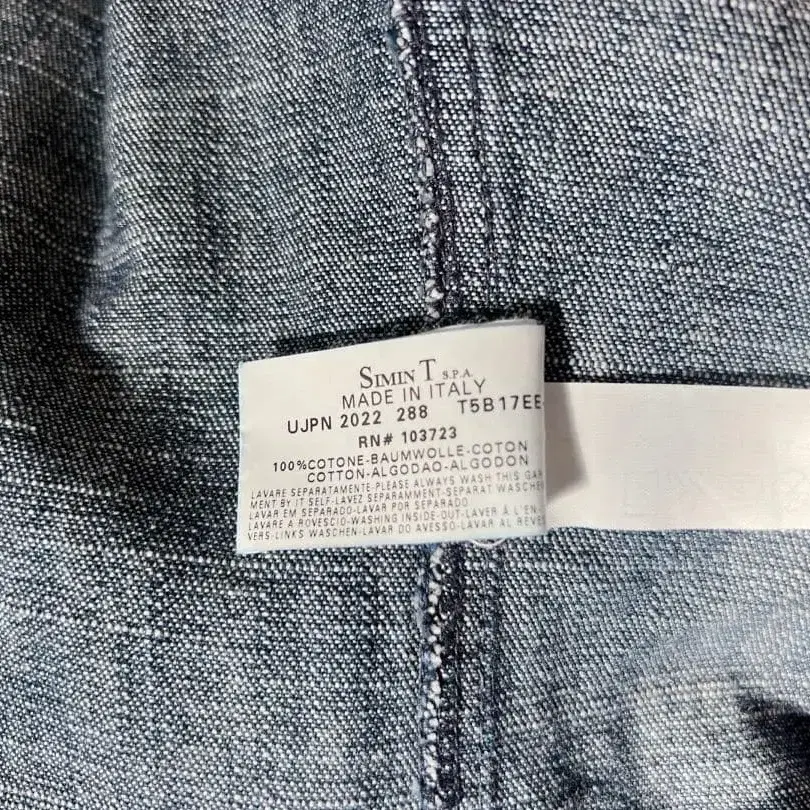 SIMIN T S.P.A.
MADE IN ITALY
UJPN 2022 288 T5B17EE
RN# 103723
100%COTONE-BAUMWOLLE-COTON
COTTON-ALGODAO-ALGODON
LAVARE SEPARATAMENTE-PLEASE ALWAYS WASH THIS GAR
MENT BY IT SELF-LAVEZ SEPARAMMENT-SEPARAT WASCHEN
LAVAR EM SEPARADO-LAVAR POR SEPARADO
LAVARE A ROVESCIO-WASHING INSIDE-OUT-LAVER À L'EN-
VERS-LINKS WASCHEN-LAVAR DO AVESSO-LAVAR AL REVES